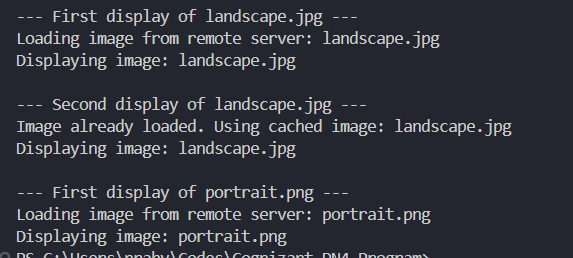 --- First display of landscape.jpg ---
Loading image from remote server: landscape.jpg
Displaying image: landscape.jpg
--- Second display of landscape.jpg ---
Image already loaded. Using cached image: landscape.jpg
Displaying image: landscape.jpg
--- First display of portrait.png ---
Loading image from remote server: portrait.png
Displaying image: portrait.png
PS C:\Users\